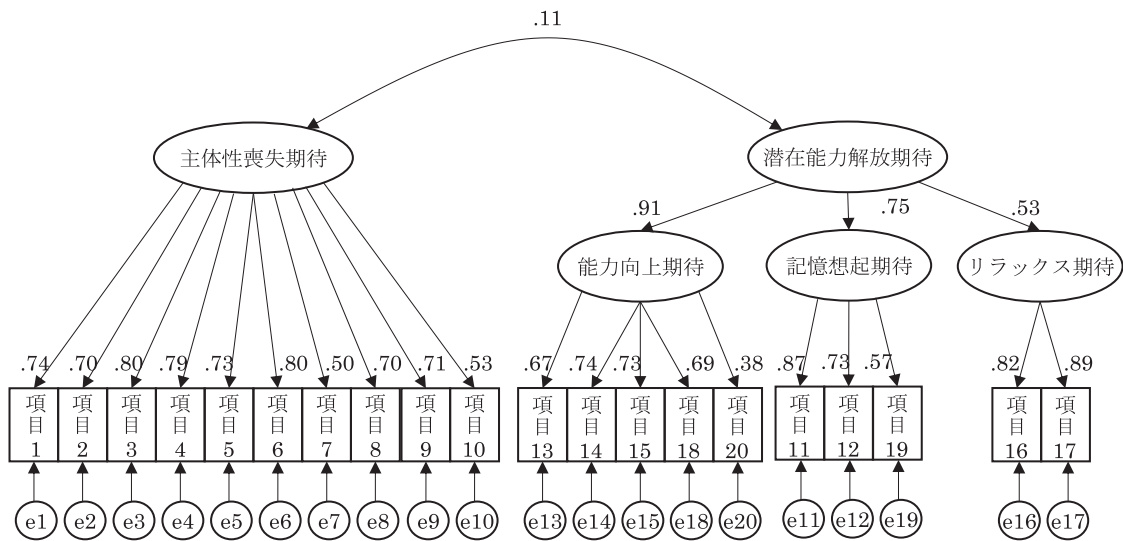 .11
主体性喪失期待
潜在能力解放期待
.91
.75
.53
能力向上期待
記憶想起期待
リラックス期待
.74 .70 .80 .79 .73 .80 .50 .70 .71 .53
.67 .74 .73 .69 .38
.87 .73 .57
.82 .89
項目1 項目2 項目3 項目4 項目5 項目6 項目7 項目8 項目9 項目10
項目13 項目14 項目15 項目18 項目20
項目11 項目12 項目19
項目16 項目17
e1 e2 e3 e4 e5 e6 e7 e8 e9 e10
e13 e14 e15 e18 e20
e11 e12 e19
e16 e17